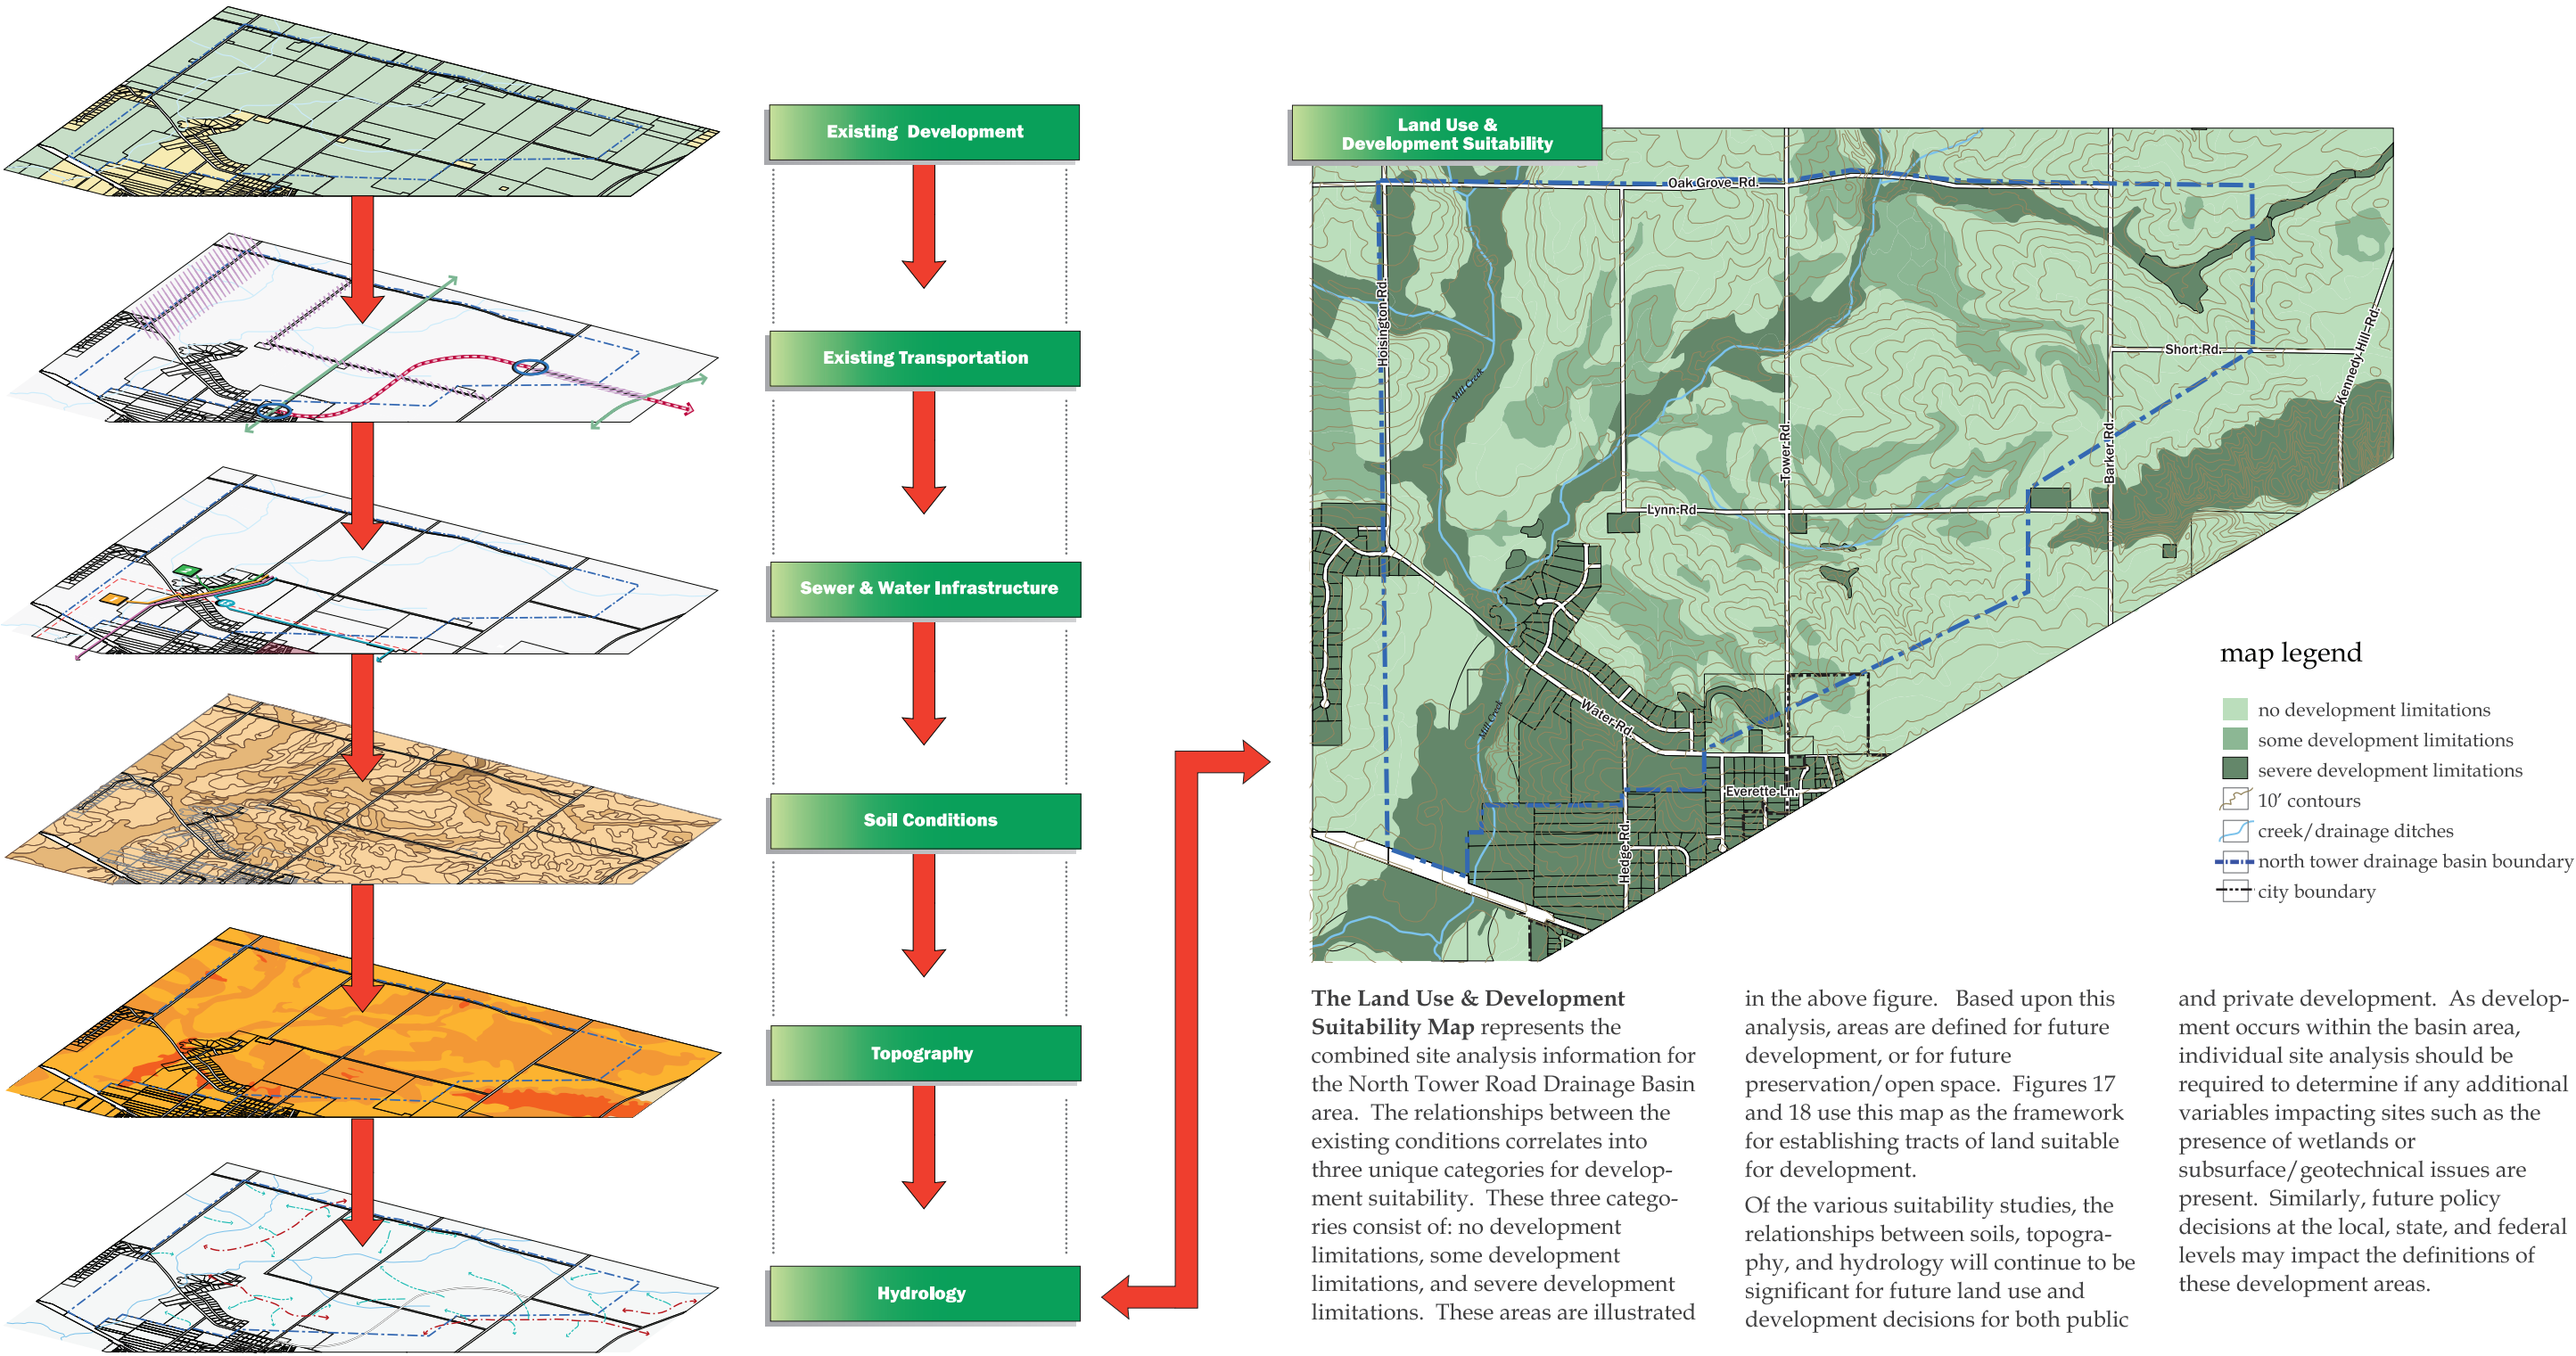 Existing Development
Existing Transportation
Sewer & Water Infrastructure
Soil Conditions
Topography
Hydrology
Land Use &
Development Suitability
Oak Grove Rd.
Hoisington Rd.
Mill Creek
Tower Rd.
Barker Rd.
Short Rd.
Kennedy Hill Rd.
Lynn Rd
Water Rd.
Mill Creek
Everette Ln.
Hedge Rd.
map legend
no development limitations
some development limitations
severe development limitations
10' contours
creek/drainage ditches
north tower drainage basin boundary
city boundary
The Land Use & Development
Suitability Map represents the
combined site analysis information for
the North Tower Road Drainage Basin
area. The relationships between the
existing conditions correlates into
three unique categories for develop-
ment suitability. These three catego-
ries consist of: no development
limitations, some development
limitations, and severe development
limitations. These areas are illustrated
in the above figure. Based upon this
analysis, areas are defined for future
development, or for future
preservation/open space. Figures 17
and 18 use this map as the framework
for establishing tracts of land suitable
for development.
Of the various suitability studies, the
relationships between soils, topogra-
phy, and hydrology will continue to be
significant for future land use and
development decisions for both public
and private development. As develop-
ment occurs within the basin area,
individual site analysis should be
required to determine if any additional
variables impacting sites such as the
presence of wetlands or
subsurface/geotechnical issues are
present. Similarly, future policy
decisions at the local, state, and federal
levels may impact the definitions of
these development areas.